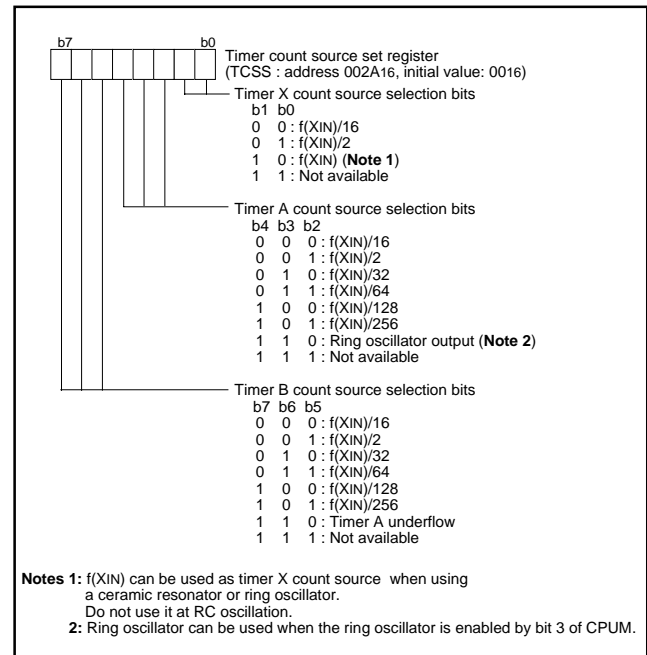 b7 b0
Timer count source set register
(TCSS : address 002A16, initial value: 0016)
Timer X count source selection bits
b1 b0
0 0 : f(XIN)/16
0 1 : f(XIN)/2
1 0 : f(XIN) (Note 1)
1 1 : Not available
Timer A count source selection bits
b4 b3 b2
0 0 0 : f(XIN)/16
0 0 1 : f(XIN)/2
0 1 0 : f(XIN)/32
0 1 1 : f(XIN)/64
1 0 0 : f(XIN)/128
1 0 1 : f(XIN)/256
1 1 0 : Ring oscillator output (Note 2)
1 1 1 : Not available
Timer B count source selection bits
b7 b6 b5
0 0 0 : f(XIN)/16
0 0 1 : f(XIN)/2
0 1 0 : f(XIN)/32
0 1 1 : f(XIN)/64
1 0 0 : f(XIN)/128
1 0 1 : f(XIN)/256
1 1 0 : Timer A underflow
1 1 1 : Not available
Notes 1: f(XIN) can be used as timer X count source when using
a ceramic resonator or ring oscillator.
Do not use it at RC oscillation.
2: Ring oscillator can be used when the ring oscillator is enabled by bit 3 of CPUM.